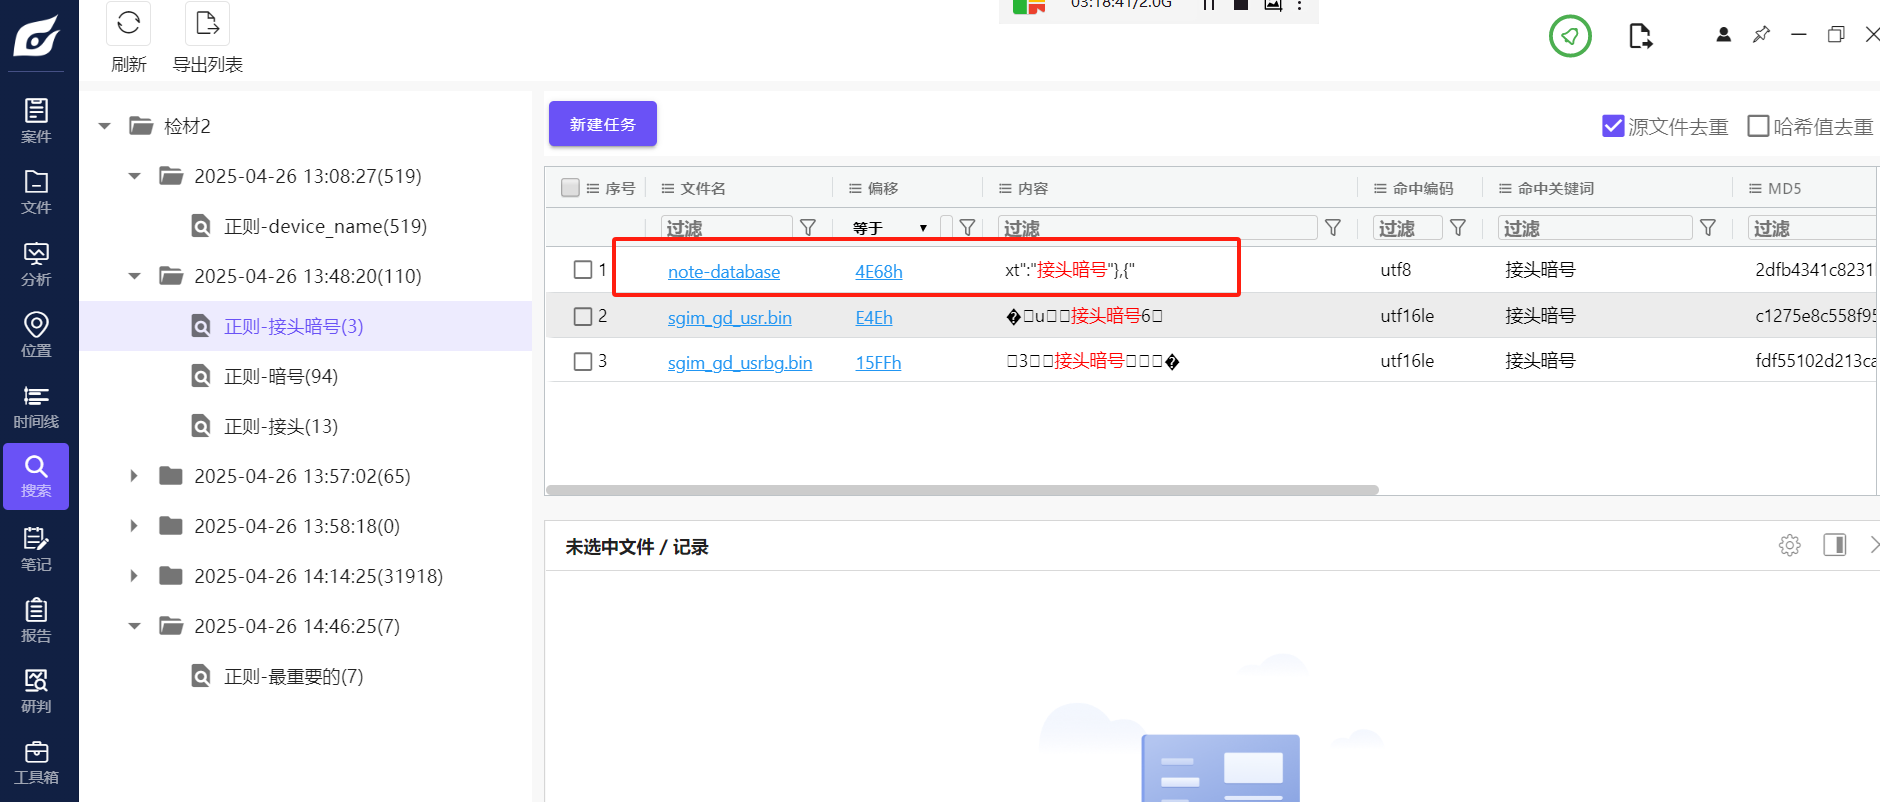 03:18:41/2.0G
刷新
导出列表
案件
文件
分析
位置
时间线
搜索
笔记
报告
研判
工具箱
检材2
2025-04-26 13:08:27(519)
正则-device_name(519)
2025-04-26 13:48:20(110)
正则-接头暗号(3)
正则-暗号(94)
正则-接头(13)
2025-04-26 13:57:02(65)
2025-04-26 13:58:18(0)
2025-04-26 14:14:25(31918)
2025-04-26 14:46:25(7)
正则-最重要的(7)
新建任务
源文件去重 哈希值去重
序号 文件名 偏移 内容 命中编码 命中关键词 MD5
过滤 等于 过滤 过滤 过滤 过滤
1 note-database 4E68h xt":"接头暗号"},{" utf8 接头暗号 2dfb4341c8231
2 sgim_gd_usr.bin E4Eh �▯u▯▯接头暗号6▯ utf16le 接头暗号 c1275e8c558f95
3 sgim_gd_usrbg.bin 15FFh ▯3▯▯接头暗号▯▯▯� utf16le 接头暗号 fdf55102d213ca
未选中文件 / 记录